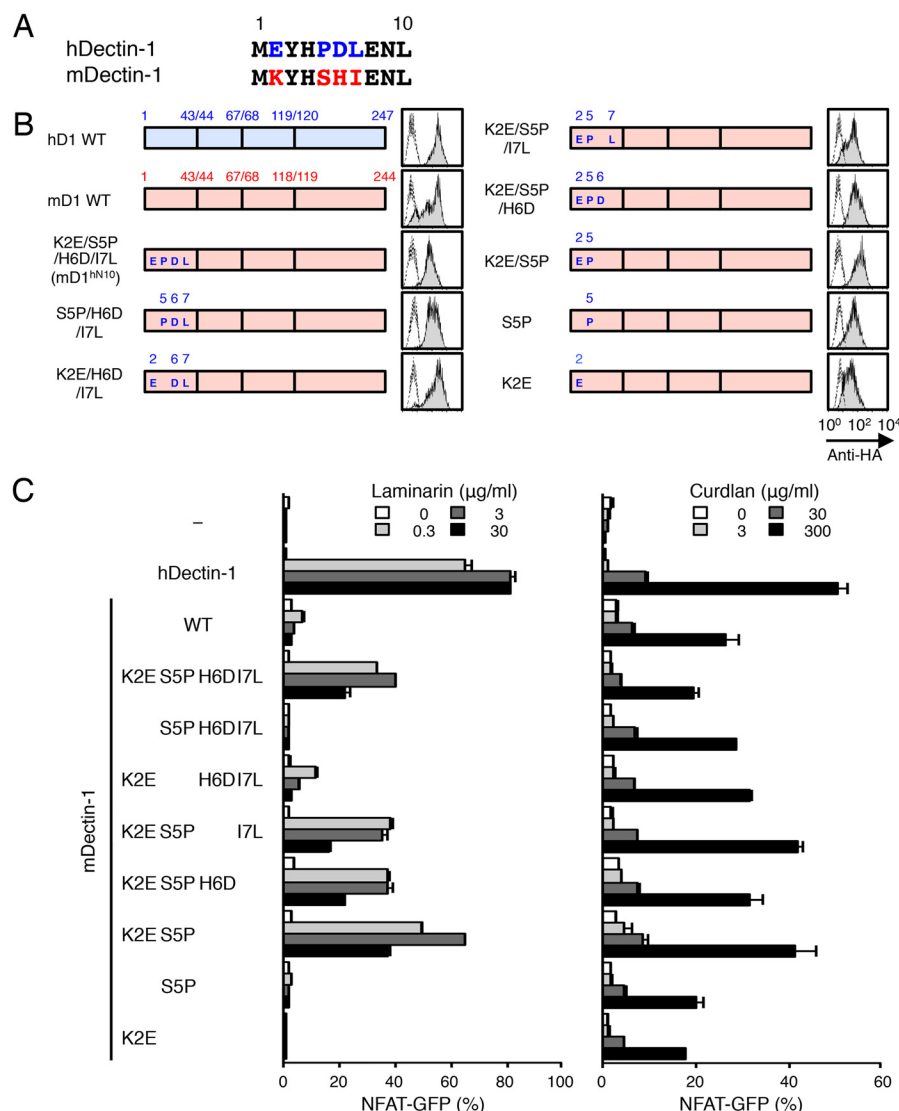 A
1 10
hDectin-1 MEYHPDLENL
mDectin-1 MKYHSHIENL
B
1 43/44 67/68 119/120 247
hD1 WT
1 43/44 67/68 118/119 244
mD1 WT
K2E/S5P
/H6D/I7L
(mD1hN10)
E P D L
5 6 7
S5P/H6D
/I7L
P D L
2 6 7
K2E/H6D
/I7L
E D L
2 5 7
K2E/S5P
/I7L
E P L
2 5 6
K2E/S5P
/H6D
E P D
2 5
K2E/S5P
E P
5
S5P
P
2
K2E
E
10⁰ 10² 10⁴
Anti-HA
C
Laminarin (μg/ml)
0 3
0.3 30
Curdlan (μg/ml)
0 30
3 300
–
hDectin-1
mDectin-1
WT
K2E S5P H6D I7L
S5P H6D I7L
K2E H6D I7L
K2E S5P I7L
K2E S5P H6D
K2E S5P
S5P
K2E
0 20 40 60 80 100
NFAT-GFP (%)
0 20 40 60
NFAT-GFP (%)